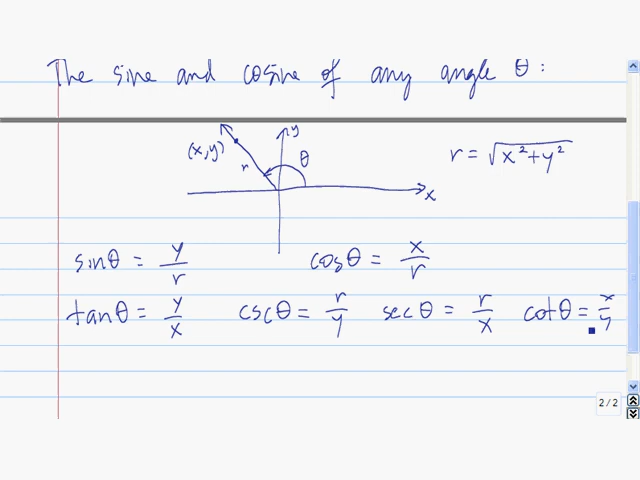 The sine and cosine of any angle θ :
y
(x,y) r θ r = √x²+y²
x
sinθ = y/r cosθ = x/r
tanθ = y/x cscθ = r/y secθ = r/x cotθ = x/y
2 / 2